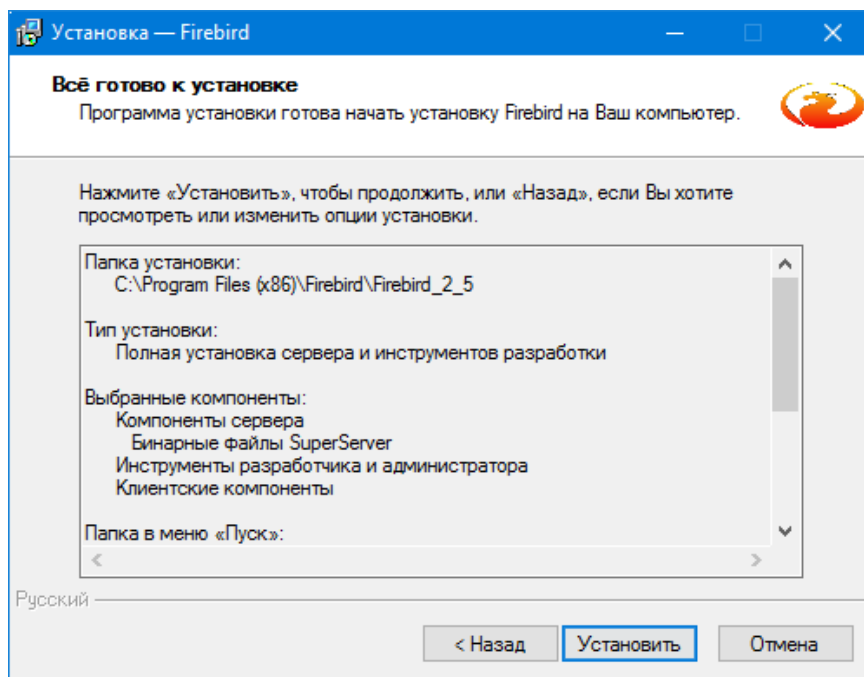 Установка — Firebird
Всё готово к установке
Программа установки готова начать установку Firebird на Ваш компьютер.
Нажмите «Установить», чтобы продолжить, или «Назад», если Вы хотите
просмотреть или изменить опции установки.
Папка установки:
C:\Program Files (x86)\Firebird\Firebird_2_5
Тип установки:
Полная установка сервера и инструментов разработки
Выбранные компоненты:
Компоненты сервера
Бинарные файлы SuperServer
Инструменты разработчика и администратора
Клиентские компоненты
Папка в меню «Пуск»:
Русский
< Назад Установить Отмена